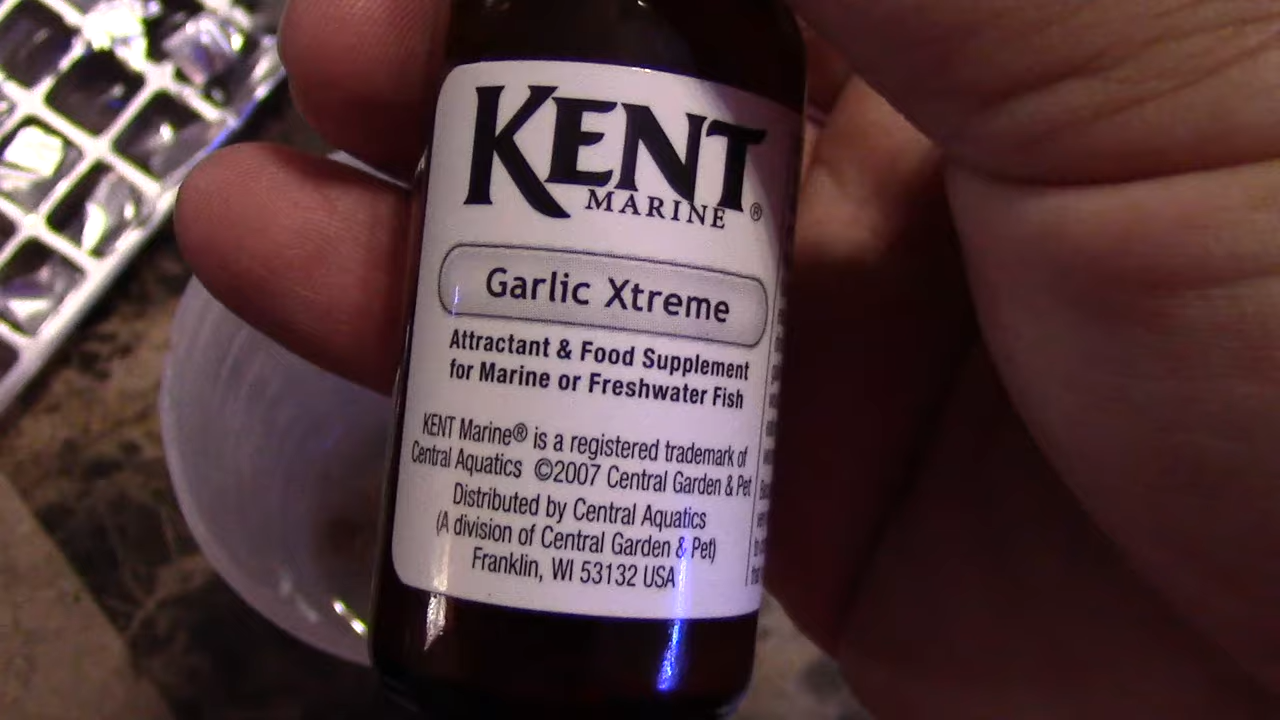 KENT
MARINE®
Garlic Xtreme
Attractant & Food Supplement
for Marine or Freshwater Fish
KENT Marine® is a registered trademark of
Central Aquatics ©2007 Central Garden & Pet
Distributed by Central Aquatics
(A division of Central Garden & Pet)
Franklin, WI 53132 USA